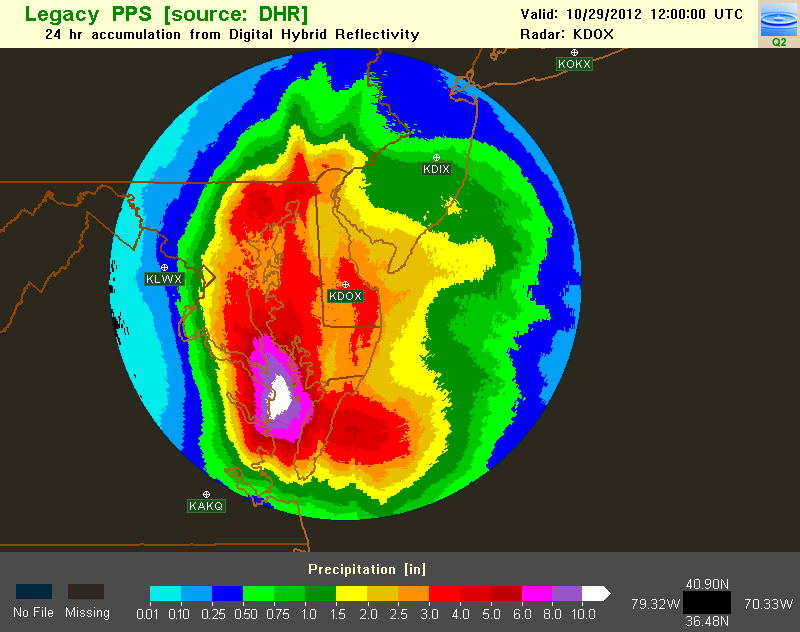 Legacy PPS [source: DHR]
24 hr accumulation from Digital Hybrid Reflectivity
Valid: 10/29/2012 12:00:00 UTC
Radar: KDOX
Q2
KOKX
KDIX
KLWX
KDOX
KAKQ
Precipitation [in]
No File
Missing
0.01 0.10 0.25 0.50 0.75 1.0 1.5 2.0 2.5 3.0 4.0 5.0 6.0 8.0 10.0
40.90N
79.32W
70.33W
36.48N